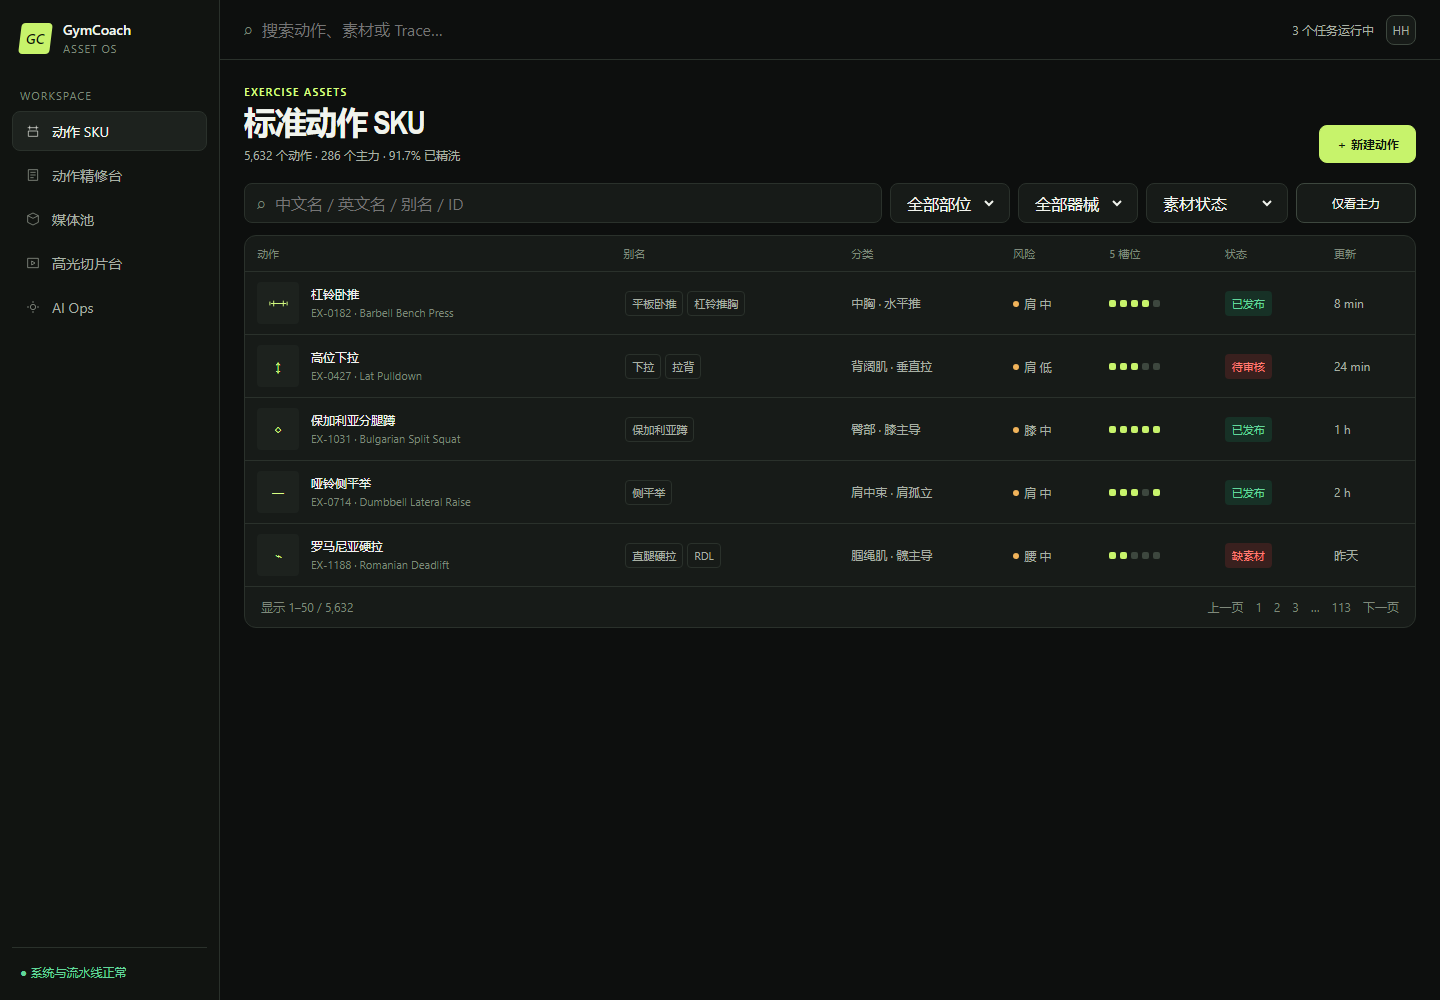 GC
GymCoach
ASSET OS
WORKSPACE
动作 SKU
动作精修台
媒体池
高光切片台
AI Ops
系统与流水线正常
搜索动作、素材或 Trace...
3 个任务运行中
HH
EXERCISE ASSETS
标准动作 SKU
5,632 个动作 · 286 个主力 · 91.7% 已精洗
+ 新建动作
中文名 / 英文名 / 别名 / ID
全部部位
全部器械
素材状态
仅看主力
动作 别名 分类 风险 5 槽位 状态 更新
杠铃卧推
EX-0182 · Barbell Bench Press
平板卧推 杠铃推胸 中胸 · 水平推 肩 中 已发布 8 min
高位下拉
EX-0427 · Lat Pulldown
下拉 拉背 背阔肌 · 垂直拉 肩 低 待审核 24 min
保加利亚分腿蹲
EX-1031 · Bulgarian Split Squat
保加利亚蹲 臀部 · 膝主导 膝 中 已发布 1 h
哑铃侧平举
EX-0714 · Dumbbell Lateral Raise
侧平举 肩中束 · 肩孤立 肩 中 已发布 2 h
罗马尼亚硬拉
EX-1188 · Romanian Deadlift
直腿硬拉 RDL 腘绳肌 · 髋主导 腰 中 缺素材 昨天
显示 1–50 / 5,632
上一页 1 2 3 ... 113 下一页